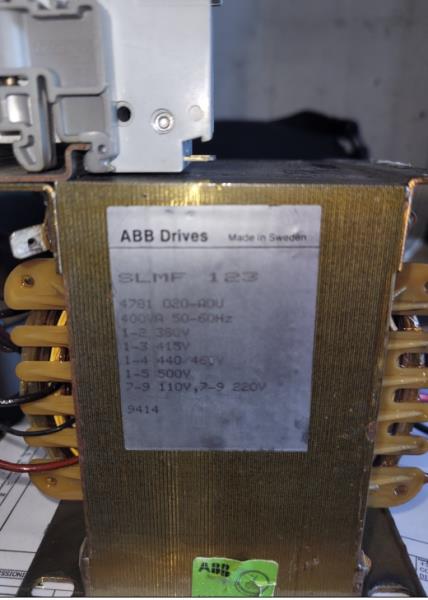 ABB Drives Made in Sweden
SLMF 123
4781 020-ADU
400VA 50-60Hz
1-2 380V
1-3 415V
1-4 440/460V
1-5 500V
7-9 110V,7-9 220V
9414
ABB